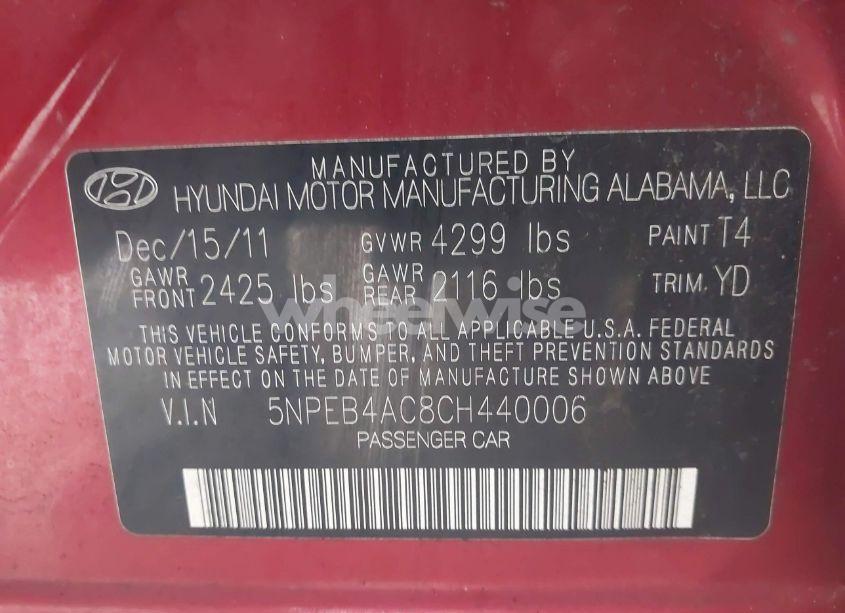 MANUFACTURED BY
HYUNDAI MOTOR MANUFACTURING ALABAMA, LLC
Dec/15/11 GVWR 4299 lbs PAINT T4
GAWR FRONT 2425 lbs GAWR REAR 2116 lbs TRIM. YD
wheelwise
THIS VEHICLE CONFORMS TO ALL APPLICABLE U.S.A. FEDERAL
MOTOR VEHICLE SAFETY, BUMPER, AND THEFT PREVENTION STANDARDS
IN EFFECT ON THE DATE OF MANUFACTURE SHOWN ABOVE
V.I.N 5NPEB4AC8CH440006
PASSENGER CAR